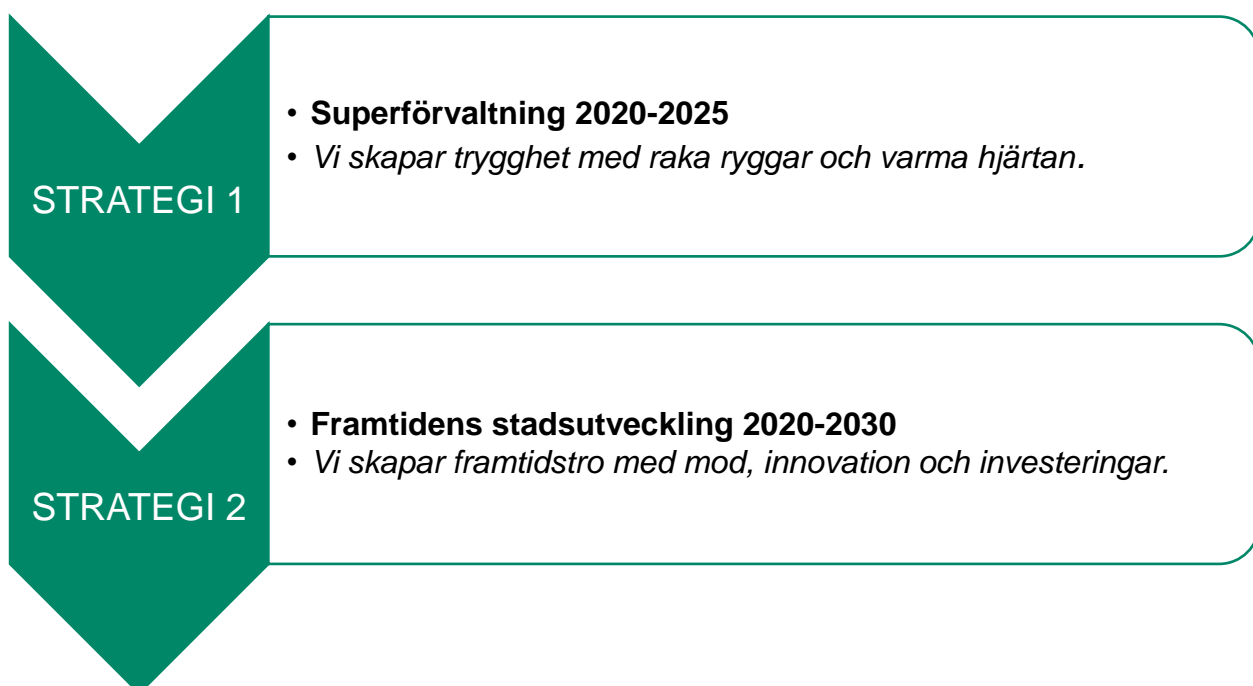 STRATEGI 1
• Superförvaltning 2020-2025
• Vi skapar trygghet med raka ryggar och varma hjärtan.
STRATEGI 2
• Framtidens stadsutveckling 2020-2030
• Vi skapar framtidstro med mod, innovation och investeringar.